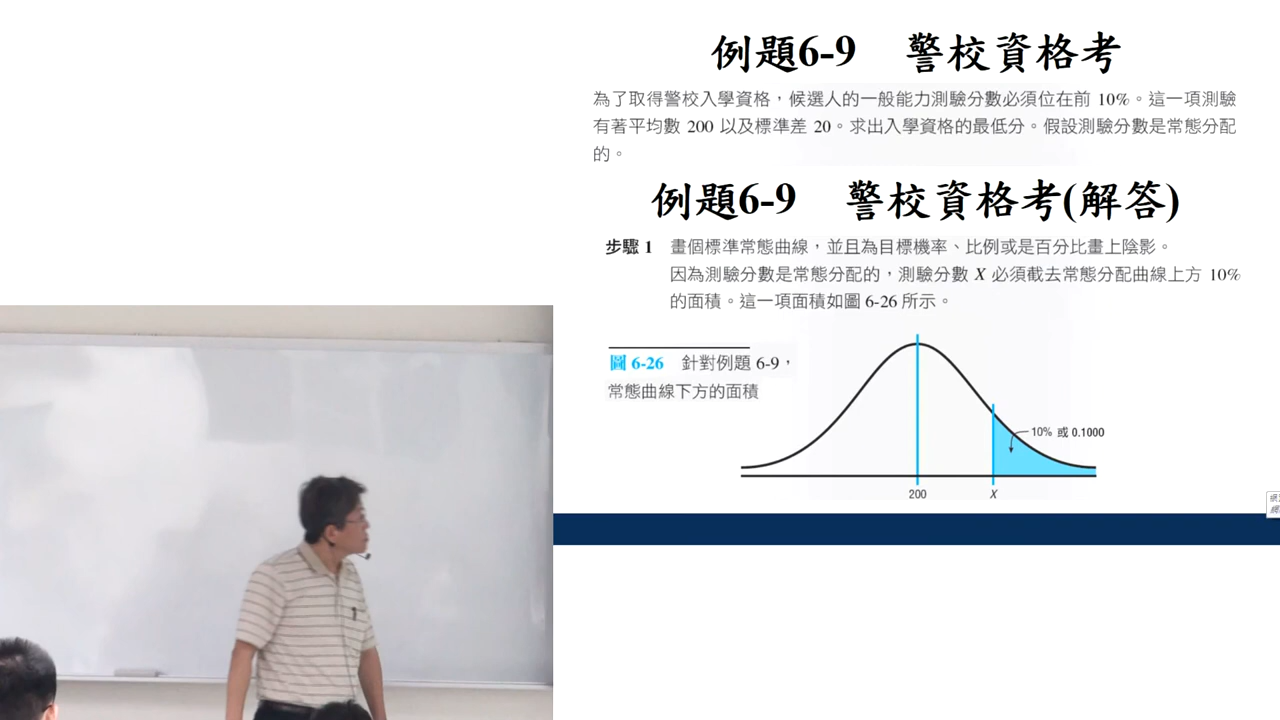 例題6-9 警校資格考
為了取得警校入學資格，候選人的一般能力測驗分數必須位在前 10%。這一項測驗
有著平均數 200 以及標準差 20。求出入學資格的最低分。假設測驗分數是常態分配
的。
例題6-9 警校資格考(解答)
步驟 1 畫個標準常態曲線，並且為目標機率、比例或是百分比畫上陰影。
因為測驗分數是常態分配的，測驗分數 X 必須截去常態分配曲線上方 10%
的面積。這一項面積如圖 6-26 所示。
圖 6-26 針對例題 6-9，
常態曲線下方的面積
10% 或 0.1000
200 X